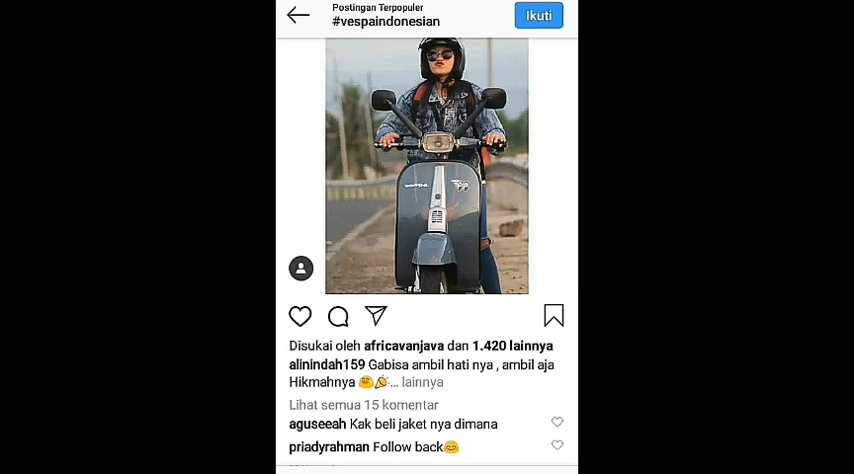 Postingan Terpopuler
#vespaindonesian
Ikuti
Disukai oleh africavanjava dan 1.420 lainnya
alinindah159 Gabisa ambil hati nya , ambil aja
Hikmahnya 😋🎉... lainnya
Lihat semua 15 komentar
aguseeah Kak beli jaket nya dimana
priadyrahman Follow back😊